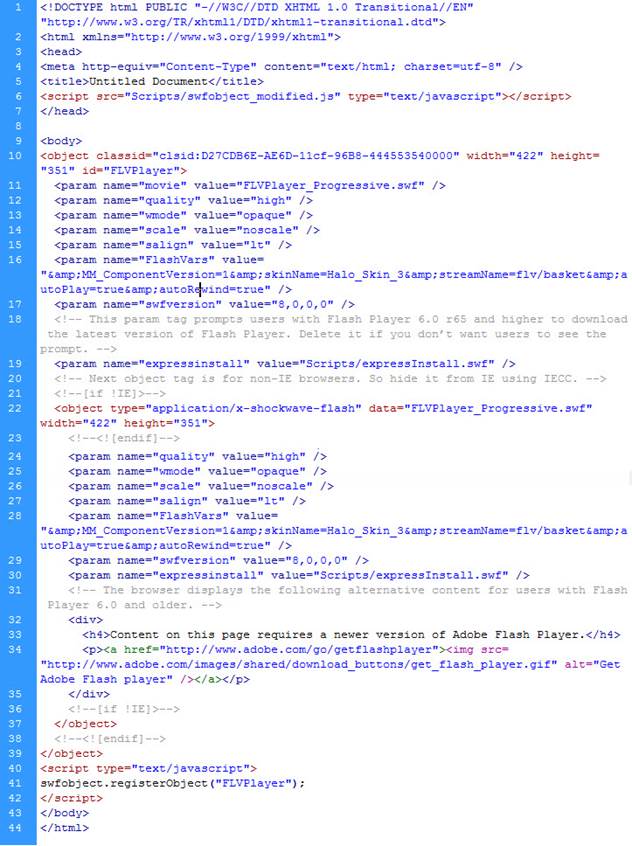 1 <!DOCTYPE html PUBLIC "-//W3C//DTD XHTML 1.0 Transitional//EN"
"http://www.w3.org/TR/xhtml1/DTD/xhtml1-transitional.dtd">
2 <html xmlns="http://www.w3.org/1999/xhtml">
3 <head>
4 <meta http-equiv="Content-Type" content="text/html; charset=utf-8" />
5 <title>Untitled Document</title>
6 <script src="Scripts/swfobject_modified.js" type="text/javascript"></script>
7 </head>
8
9 <body>
10 <object classid="clsid:D27CDB6E-AE6D-11cf-96B8-444553540000" width="422" height=
"351" id="FLVPlayer">
11 <param name="movie" value="FLVPlayer_Progressive.swf" />
12 <param name="quality" value="high" />
13 <param name="wmode" value="opaque" />
14 <param name="scale" value="noscale" />
15 <param name="salign" value="lt" />
16 <param name="FlashVars" value=
"&amp;MM_ComponentVersion=1&amp;skinName=Halo_Skin_3&amp;streamName=flv/basket&amp;a
utoPlay=true&amp;autoRewind=true" />
17 <param name="swfversion" value="8,0,0,0" />
18 <!-- This param tag prompts users with Flash Player 6.0 r65 and higher to download
the latest version of Flash Player. Delete it if you don't want users to see the
prompt. -->
19 <param name="expressinstall" value="Scripts/expressInstall.swf" />
20 <!-- Next object tag is for non-IE browsers. So hide it from IE using IECC. -->
21 <!--[if !IE]>-->
22 <object type="application/x-shockwave-flash" data="FLVPlayer_Progressive.swf"
width="422" height="351">
23 <!--<![endif]-->
24 <param name="quality" value="high" />
25 <param name="wmode" value="opaque" />
26 <param name="scale" value="noscale" />
27 <param name="salign" value="lt" />
28 <param name="FlashVars" value=
"&amp;MM_ComponentVersion=1&amp;skinName=Halo_Skin_3&amp;streamName=flv/basket&amp;a
utoPlay=true&amp;autoRewind=true" />
29 <param name="swfversion" value="8,0,0,0" />
30 <param name="expressinstall" value="Scripts/expressInstall.swf" />
31 <!-- The browser displays the following alternative content for users with Flash
Player 6.0 and older. -->
32 <div>
33 <h4>Content on this page requires a newer version of Adobe Flash Player.</h4>
34 <p><a href="http://www.adobe.com/go/getflashplayer"><img src=
"http://www.adobe.com/images/shared/download_buttons/get_flash_player.gif" alt="Get
Adobe Flash player" /></a></p>
35 </div>
36 <!--[if !IE]>-->
37 </object>
38 <!--<![endif]-->
39 </object>
40 <script type="text/javascript">
41 swfobject.registerObject("FLVPlayer");
42 </script>
43 </body>
44 </html>